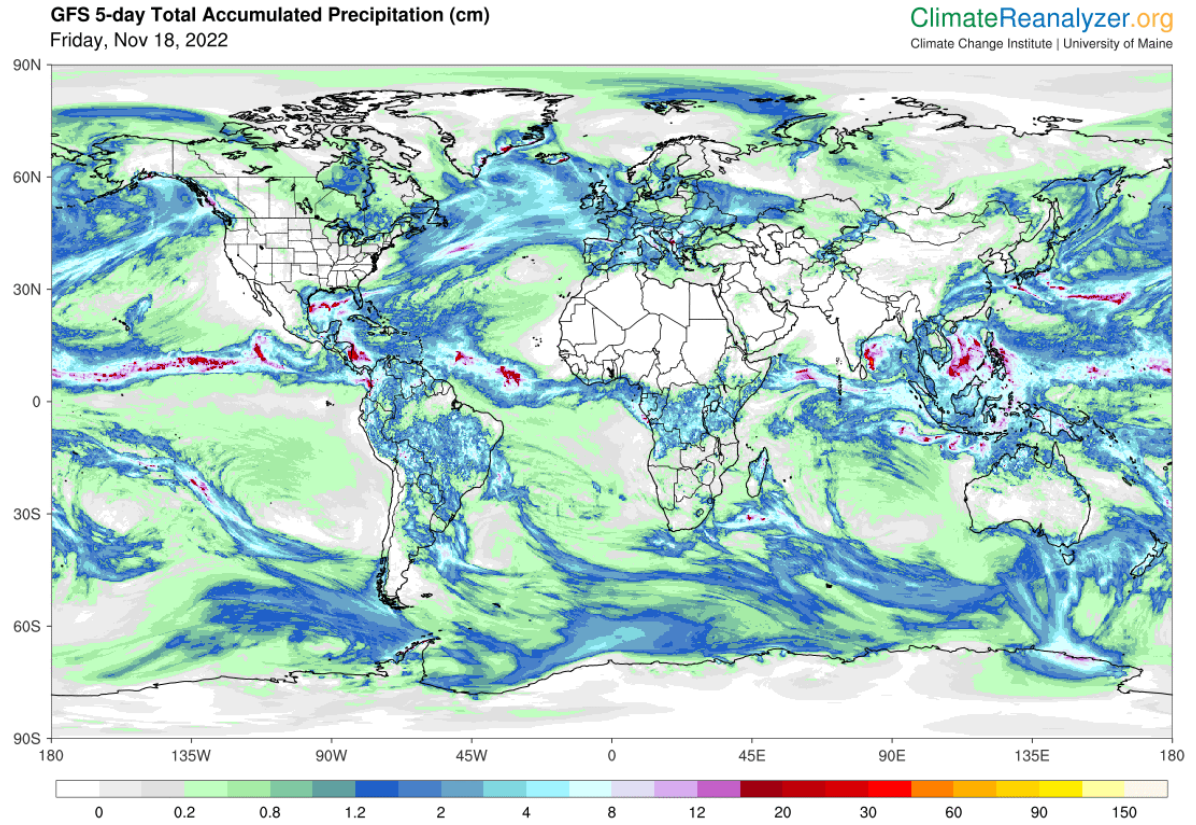 GFS 5-day Total Accumulated Precipitation (cm)
Friday, Nov 18, 2022
ClimateReanalyzer.org
Climate Change Institute | University of Maine
90N
60N
30N
0
30S
60S
90S
180 135W 90W 45W 0 45E 90E 135E 180
0 0.2 0.8 1.2 2 4 8 12 20 30 60 90 150